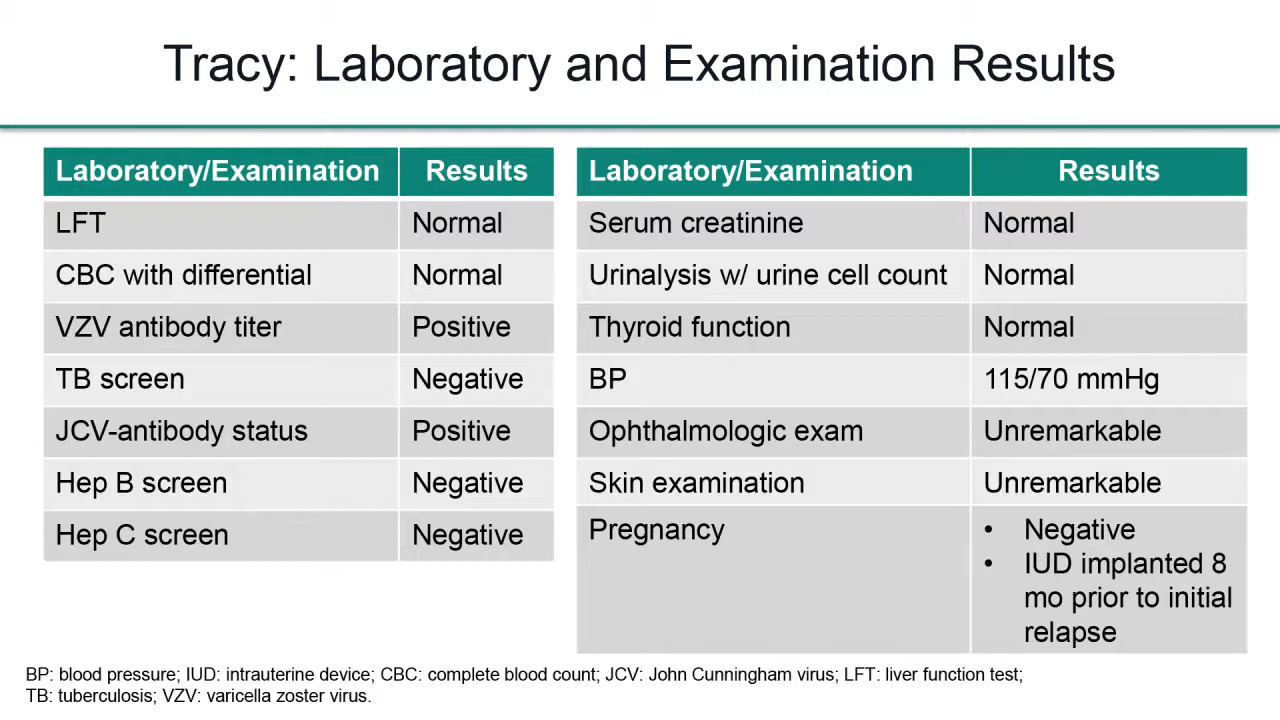 Tracy: Laboratory and Examination Results
Laboratory/Examination Results
LFT Normal
CBC with differential Normal
VZV antibody titer Positive
TB screen Negative
JCV-antibody status Positive
Hep B screen Negative
Hep C screen Negative
Laboratory/Examination Results
Serum creatinine Normal
Urinalysis w/ urine cell count Normal
Thyroid function Normal
BP 115/70 mmHg
Ophthalmologic exam Unremarkable
Skin examination Unremarkable
Pregnancy • Negative
• IUD implanted 8
mo prior to initial
relapse
BP: blood pressure; IUD: intrauterine device; CBC: complete blood count; JCV: John Cunningham virus; LFT: liver function test;
TB: tuberculosis; VZV: varicella zoster virus.